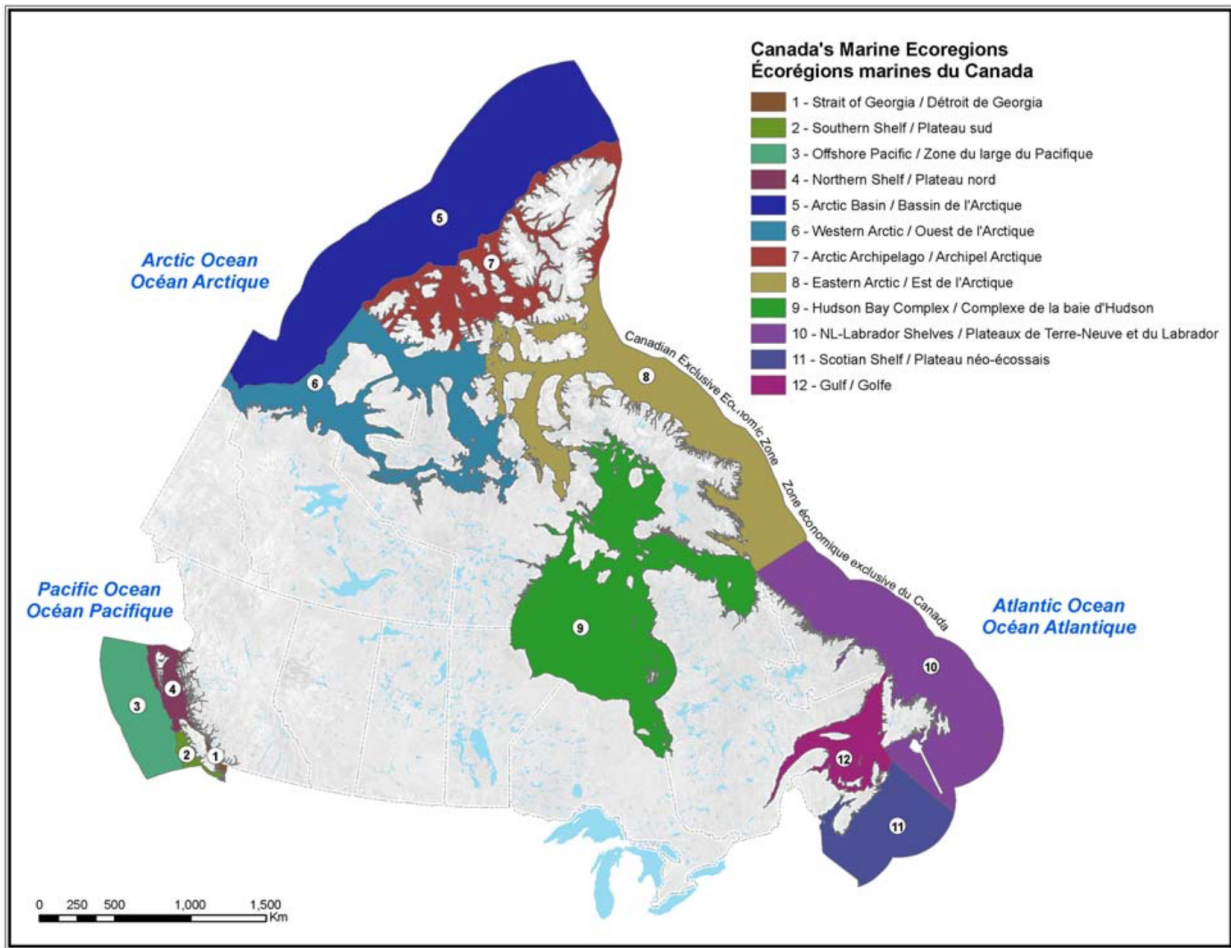 Canada's Marine Ecoregions
Écorégions marines du Canada
1 - Strait of Georgia / Détroit de Georgia
2 - Southern Shelf / Plateau sud
3 - Offshore Pacific / Zone du large du Pacifique
4 - Northern Shelf / Plateau nord
5 - Arctic Basin / Bassin de l'Arctique
6 - Western Arctic / Ouest de l'Arctique
7 - Arctic Archipelago / Archipel Arctique
8 - Eastern Arctic / Est de l'Arctique
9 - Hudson Bay Complex / Complexe de la baie d'Hudson
10 - NL-Labrador Shelves / Plateaux de Terre-Neuve et du Labrador
11 - Scotian Shelf / Plateau néo-écossais
12 - Gulf / Golfe
5
Arctic Ocean
Océan Arctique
7
6
8
Canadian Exclusive Economic Zone
Zone économique exclusive du Canada
Pacific Ocean
Océan Pacifique
Atlantic Ocean
Océan Atlantique
9
10
4
3
2
1
12
11
0 250 500 1,000 1,500
Km